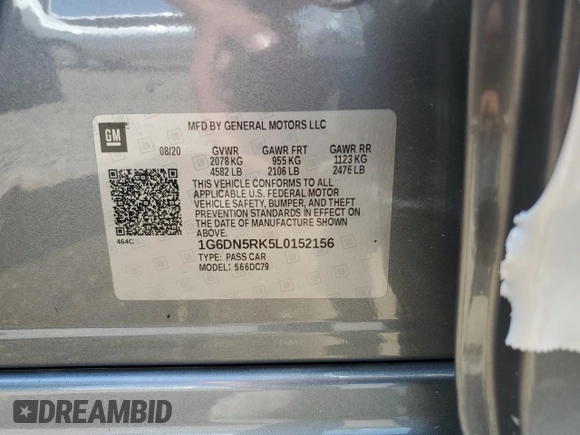 MFD BY GENERAL MOTORS LLC
GM
08/20 GVWR GAWR FRT GAWR RR
2078 KG 955 KG 1123 KG
4582 LB 2106 LB 2476 LB
THIS VEHICLE CONFORMS TO ALL
APPLICABLE U.S. FEDERAL MOTOR
VEHICLE SAFETY, BUMPER, AND THEFT
PREVENTION STANDARDS IN EFFECT ON
THE DATE OF MANUFACTURE SHOWN
ABOVE.
464C
1G6DN5RK5L0152156
TYPE: PASS CAR
MODEL: 566DC79
DREAMBID